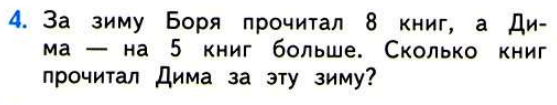 4. За зиму Боря прочитал 8 книг, а Ди-
ма — на 5 книг больше. Сколько книг
прочитал Дима за эту зиму?